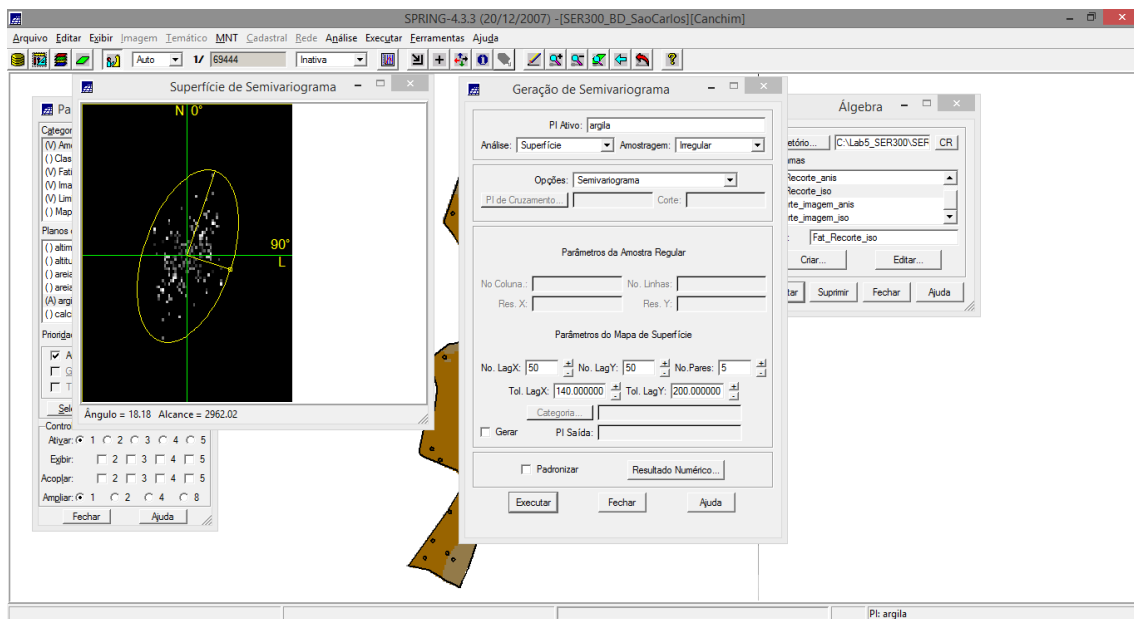 SPRING-4.3.3 (20/12/2007) -[SER300_BD_SaoCarlos][Canchim]
Arquivo Editar Exibir Imagem Temático MNT Cadastral Rede Análise Executar Ferramentas Ajuda
Auto 1/ 69444 Inativa
Superfície de Semivariograma
N 0°
90°
L
Ângulo = 18.18 Alcance = 2962.02
Pa
Categor
(V) Amo
( ) Clas
(V) Fati
(V) Ima
(V) Lim
( ) Map
Planos
( ) altim
( ) altitu
( ) areia
( ) areia
(A) argi
( ) calc
Priorida
A
G
T
Sel
Control
Ativar: 1 2 3 4 5
Exibir: 2 3 4 5
Acoplar: 2 3 4 5
Ampliar: 1 2 4 8
Fechar Ajuda
Geração de Semivariograma
PI Ativo: argila
Análise: Superfície Amostragem: Irregular
Opções: Semivariograma
PI de Cruzamento... Corte:
Parâmetros da Amostra Regular
No Coluna.: No. Linhas:
Res. X: Res. Y:
Parâmetros do Mapa de Superfície
No. LagX: 50 No. LagY: 50 No.Pares: 5
Tol. LagX: 140.000000 Tol. LagY: 200.000000
Categoria...
Gerar PI Saída:
Padronizar Resultado Numérico...
Executar Fechar Ajuda
Álgebra
etório... C:\Lab5_SER300\SEF CR
mas
Recorte_anis
Recorte_iso
rte_imagem_anis
rte_imagem_iso
: Fat_Recorte_iso
Criar... Editar...
tar Suprimir Fechar Ajuda
PI: argila